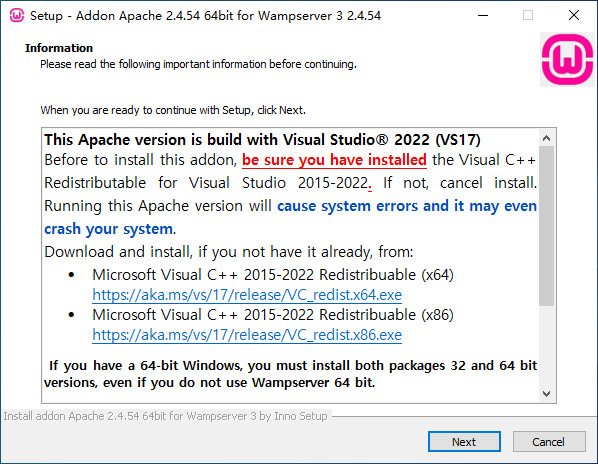 Setup - Addon Apache 2.4.54 64bit for Wampserver 3 2.4.54
Information
Please read the following important information before continuing.
When you are ready to continue with Setup, click Next.
This Apache version is build with Visual Studio® 2022 (VS17)
Before to install this addon, be sure you have installed the Visual C++
Redistributable for Visual Studio 2015-2022. If not, cancel install.
Running this Apache version will cause system errors and it may even
crash your system.
Download and install, if you not have it already, from:
• Microsoft Visual C++ 2015-2022 Redistribuable (x64)
https://aka.ms/vs/17/release/VC_redist.x64.exe
• Microsoft Visual C++ 2015-2022 Redistribuable (x86)
https://aka.ms/vs/17/release/VC_redist.x86.exe
If you have a 64-bit Windows, you must install both packages 32 and 64 bit
versions, even if you do not use Wampserver 64 bit.
Install addon Apache 2.4.54 64bit for Wampserver 3 by Inno Setup
Next
Cancel